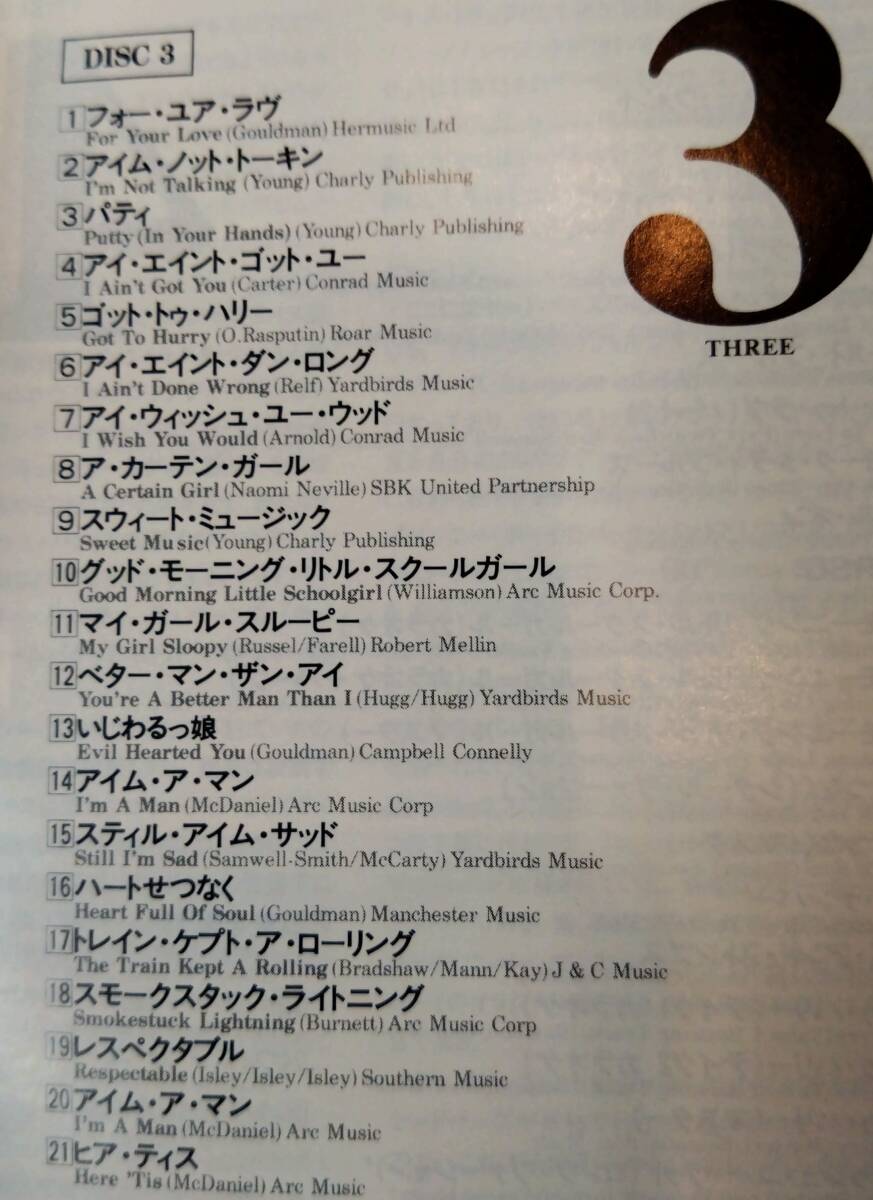 DISC 3
1 フォー・ユア・ラヴ
For Your Love (Gouldman) Hermusic Ltd
2 アイム・ノット・トーキン
I'm Not Talking (Young) Charly Publishing
3 パティ
Putty (In Your Hands) (Young) Charly Publishing
4 アイ・エイント・ゴット・ユー
I Ain't Got You (Carter) Conrad Music
5 ゴット・トゥ・ハリー
Got To Hurry (O.Rasputin) Roar Music
6 アイ・エイント・ダン・ロング
I Ain't Done Wrong (Relf) Yardbirds Music
7 アイ・ウィッシュ・ユー・ウッド
I Wish You Would (Arnold) Conrad Music
8 ア・カーテン・ガール
A Certain Girl (Naomi Neville) SBK United Partnership
9 スウィート・ミュージック
Sweet Music (Young) Charly Publishing
10 グッド・モーニング・リトル・スクールガール
Good Morning Little Schoolgirl (Williamson) Arc Music Corp.
11 マイ・ガール・スルーピー
My Girl Sloopy (Russel/Farell) Robert Mellin
12 ベター・マン・ザン・アイ
You're A Better Man Than I (Hugg/Hugg) Yardbirds Music
13 いじわるっ娘
Evil Hearted You (Gouldman) Campbell Connelly
14 アイム・ア・マン
I'm A Man (McDaniel) Arc Music Corp
15 スティル・アイム・サッド
Still I'm Sad (Samwell-Smith/McCarty) Yardbirds Music
16 ハートせつなく
Heart Full Of Soul (Gouldman) Manchester Music
17 トレイン・ケプト・ア・ローリング
The Train Kept A Rolling (Bradshaw/Mann/Kay) J & C Music
18 スモークスタック・ライトニング
Smokestuck Lightning (Burnett) Arc Music Corp
19 レスペクタブル
Respectable (Isley/Isley/Isley) Southern Music
20 アイム・ア・マン
I'm A Man (McDaniel) Arc Music
21 ヒア・ティス
Here 'Tis (McDaniel) Arc Music
3
THREE